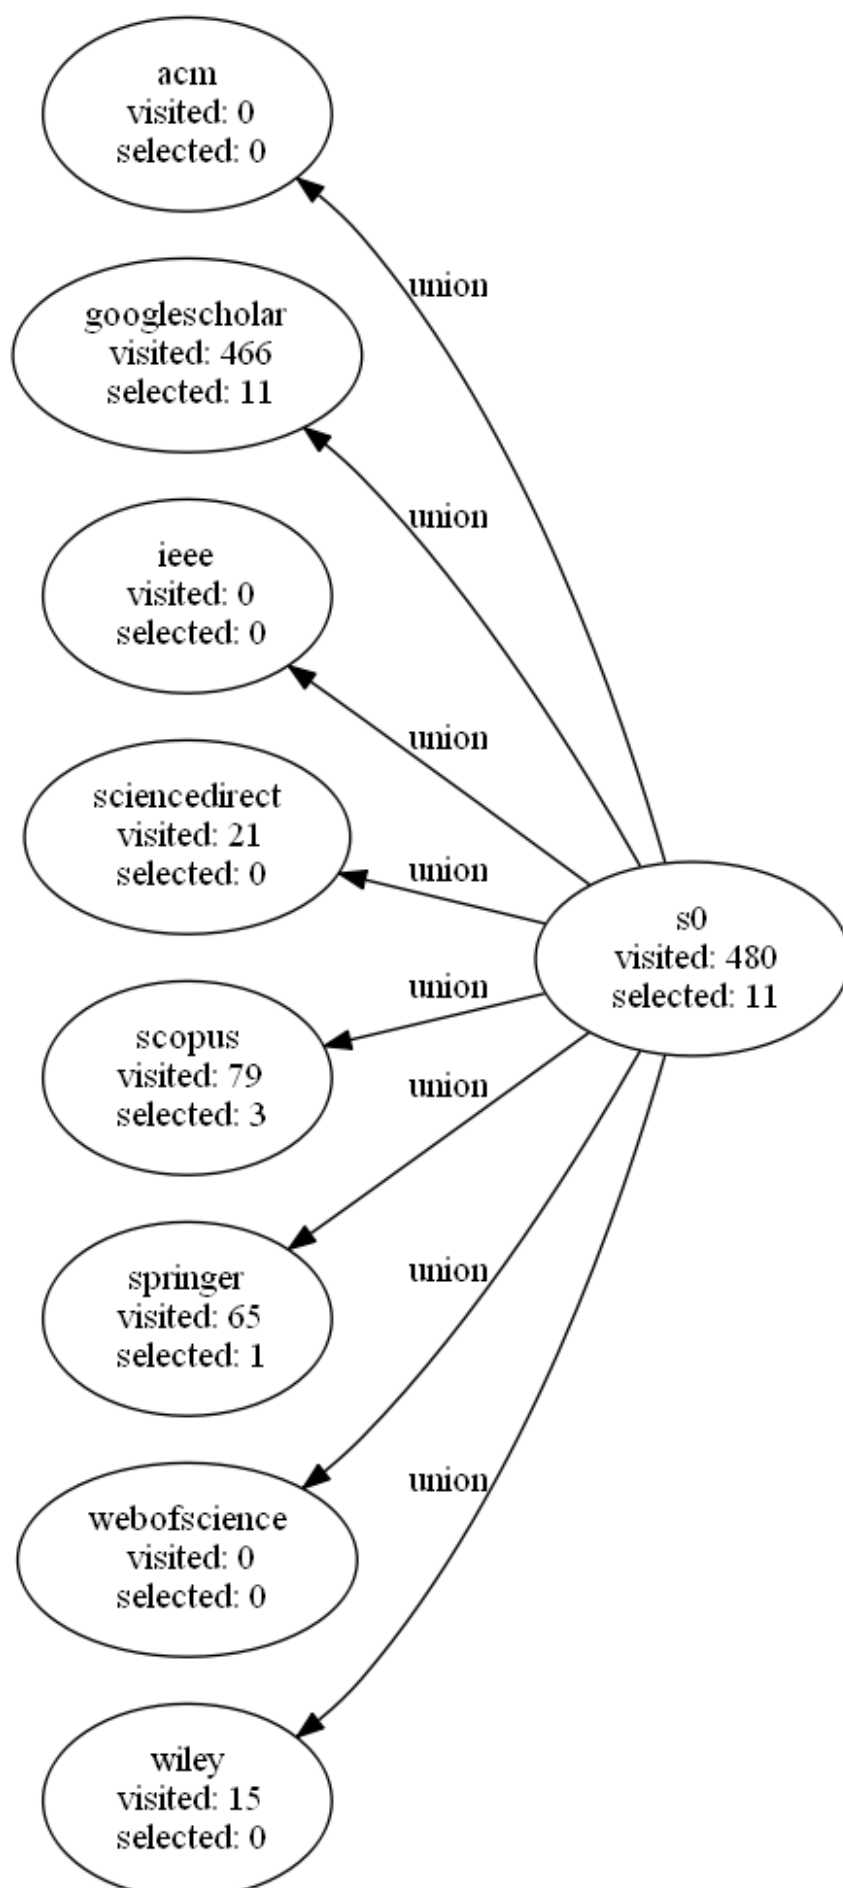 acm
visited: 0
selected: 0
union
googlescholar
visited: 466
selected: 11
union
ieee
visited: 0
selected: 0
union
sciencedirect
visited: 21
selected: 0
union
s0
visited: 480
selected: 11
union
scopus
visited: 79
selected: 3
union
springer
visited: 65
selected: 1
union
webofscience
visited: 0
selected: 0
union
wiley
visited: 15
selected: 0